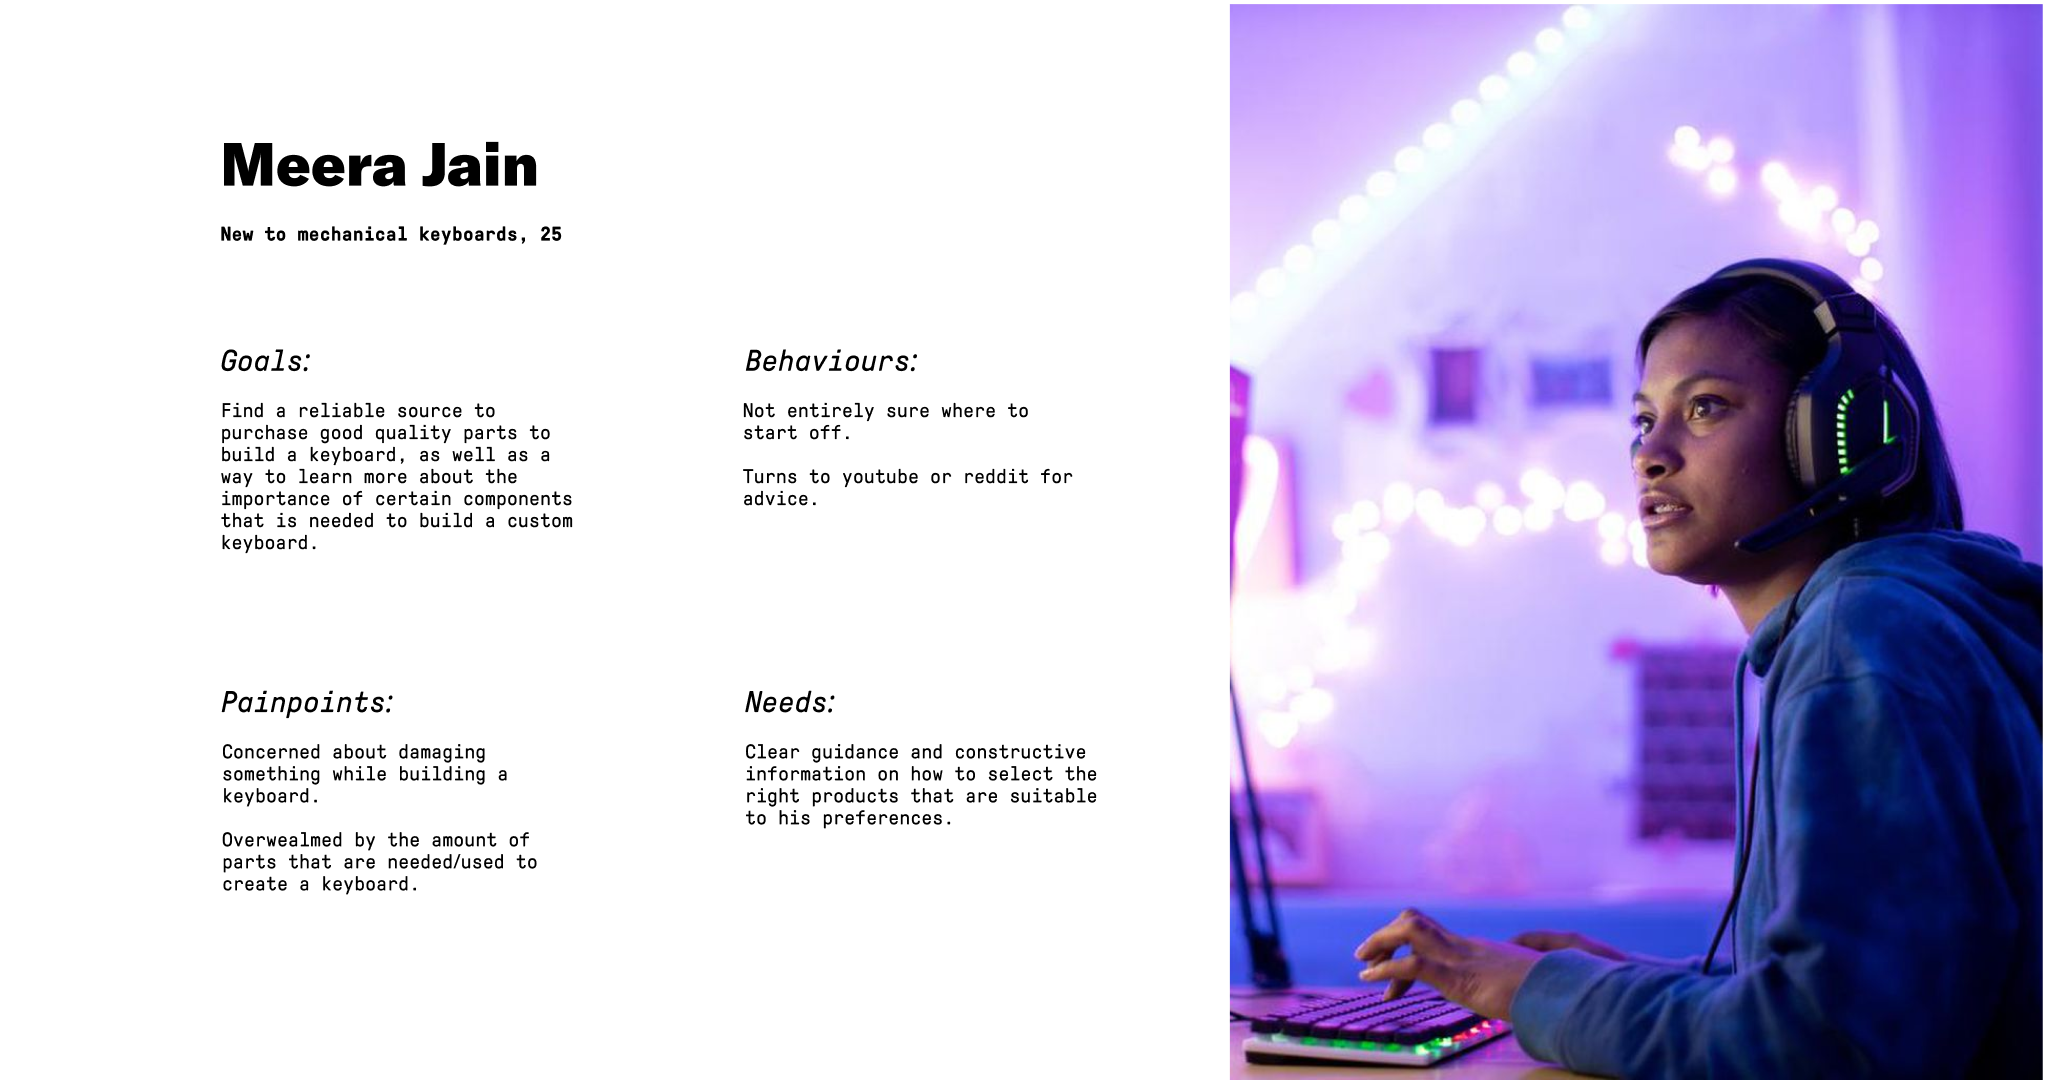 Meera Jain
New to mechanical keyboards, 25
Goals:
Find a reliable source to
purchase good quality parts to
build a keyboard, as well as a
way to learn more about the
importance of certain components
that is needed to build a custom
keyboard.
Behaviours:
Not entirely sure where to
start off.
Turns to youtube or reddit for
advice.
Painpoints:
Concerned about damaging
something while building a
keyboard.
Overwealmed by the amount of
parts that are needed/used to
create a keyboard.
Needs:
Clear guidance and constructive
information on how to select the
right products that are suitable
to his preferences.